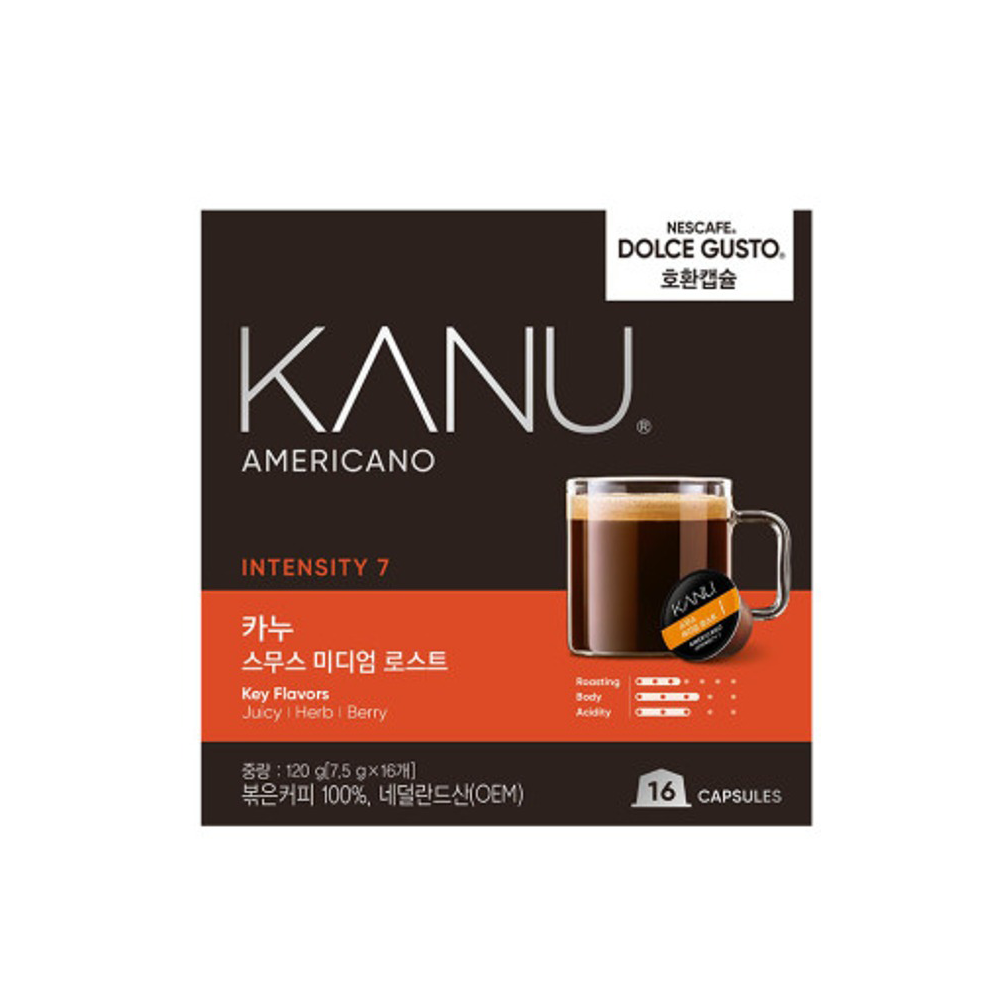 NESCAFE®
DOLCE GUSTO®
호환캡슐
KANU®
AMERICANO
INTENSITY 7
카누
스무스 미디엄 로스트
Key Flavors
Juicy | Herb | Berry
KANU
AMERICANO
Roasting
Body
Acidity
중량 : 120 g[7.5 g×16개]
볶은커피 100%, 네덜란드산(OEM)
16 CAPSULES